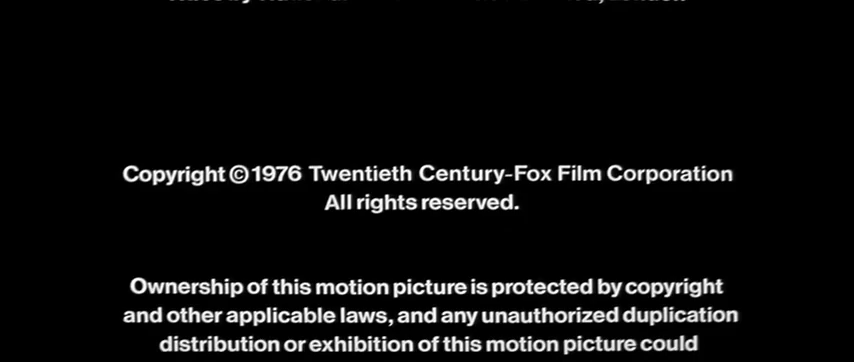 Copyright © 1976 Twentieth Century-Fox Film Corporation
All rights reserved.
Ownership of this motion picture is protected by copyright
and other applicable laws, and any unauthorized duplication
distribution or exhibition of this motion picture could